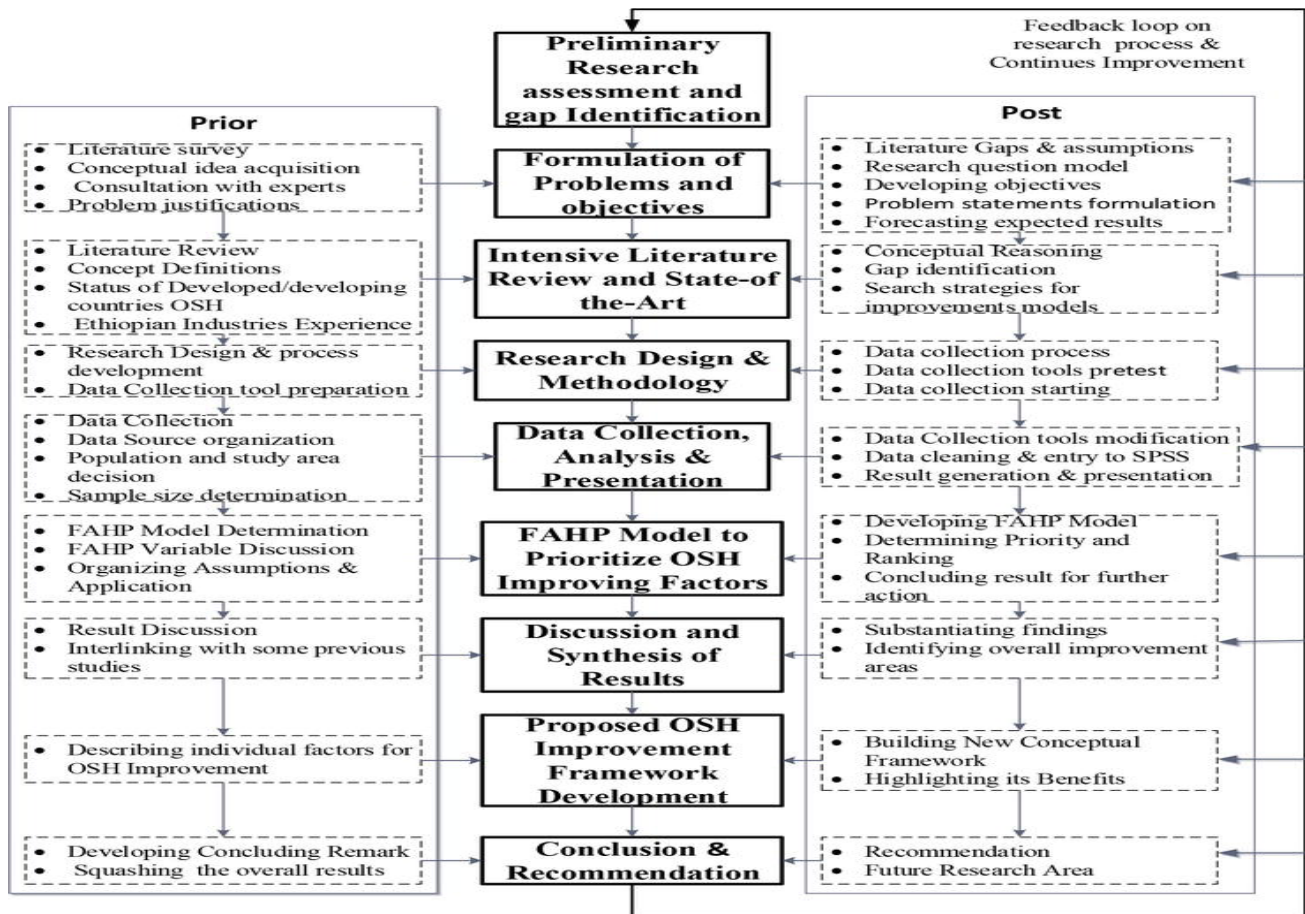 Feedback loop on
research process &
Continues Improvement
Preliminary
Research
assessment and
gap Identification
Prior
• Literature survey
• Conceptual idea acquisition
• Consultation with experts
• Problem justifications
Formulation of
Problems and
objectives
Post
• Literature Gaps & assumptions
• Research question model
• Developing objectives
• Problem statements formulation
• Forecasting expected results
• Literature Review
• Concept Definitions
• Status of Developed/developing
countries OSH
• Ethiopian Industries Experience
Intensive Literature
Review and State-of
the-Art
• Conceptual Reasoning
• Gap identification
• Search strategies for
improvements models
• Research Design & process
development
• Data Collection tool preparation
Research Design &
Methodology
• Data collection process
• Data collection tools pretest
• Data collection starting
• Data Collection
• Data Source organization
• Population and study area
decision
• Sample size determination
Data Collection,
Analysis &
Presentation
• Data Collection tools modification
• Data cleaning & entry to SPSS
• Result generation & presentation
• FAHP Model Determination
• FAHP Variable Discussion
• Organizing Assumptions &
Application
FAHP Model to
Prioritize OSH
Improving Factors
• Developing FAHP Model
• Determining Priority and
Ranking
• Concluding result for further
action
• Result Discussion
• Interlinking with some previous
studies
Discussion and
Synthesis of
Results
• Substantiating findings
• Identifying overall improvement
areas
• Describing individual factors for
OSH Improvement
Proposed OSH
Improvement
Framework
Development
• Building New Conceptual
Framework
• Highlighting its Benefits
• Developing Concluding Remark
• Squashing the overall results
Conclusion &
Recommendation
• Recommendation
• Future Research Area